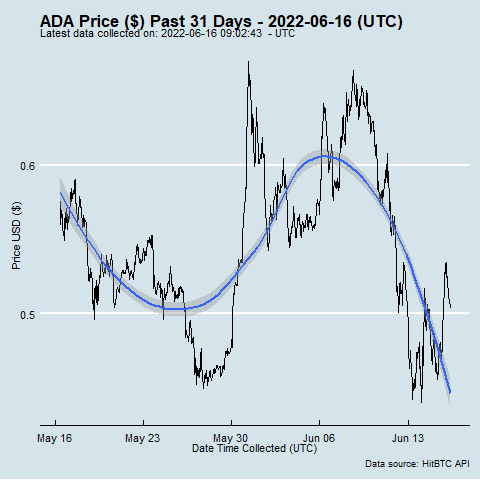 ADA Price ($) Past 31 Days - 2022-06-16 (UTC)
Latest data collected on: 2022-06-16 09:02:43 - UTC
0.6
Price USD ($)
0.5
May 16 May 23 May 30 Jun 06 Jun 13
Date Time Collected (UTC)
Data source: HitBTC API